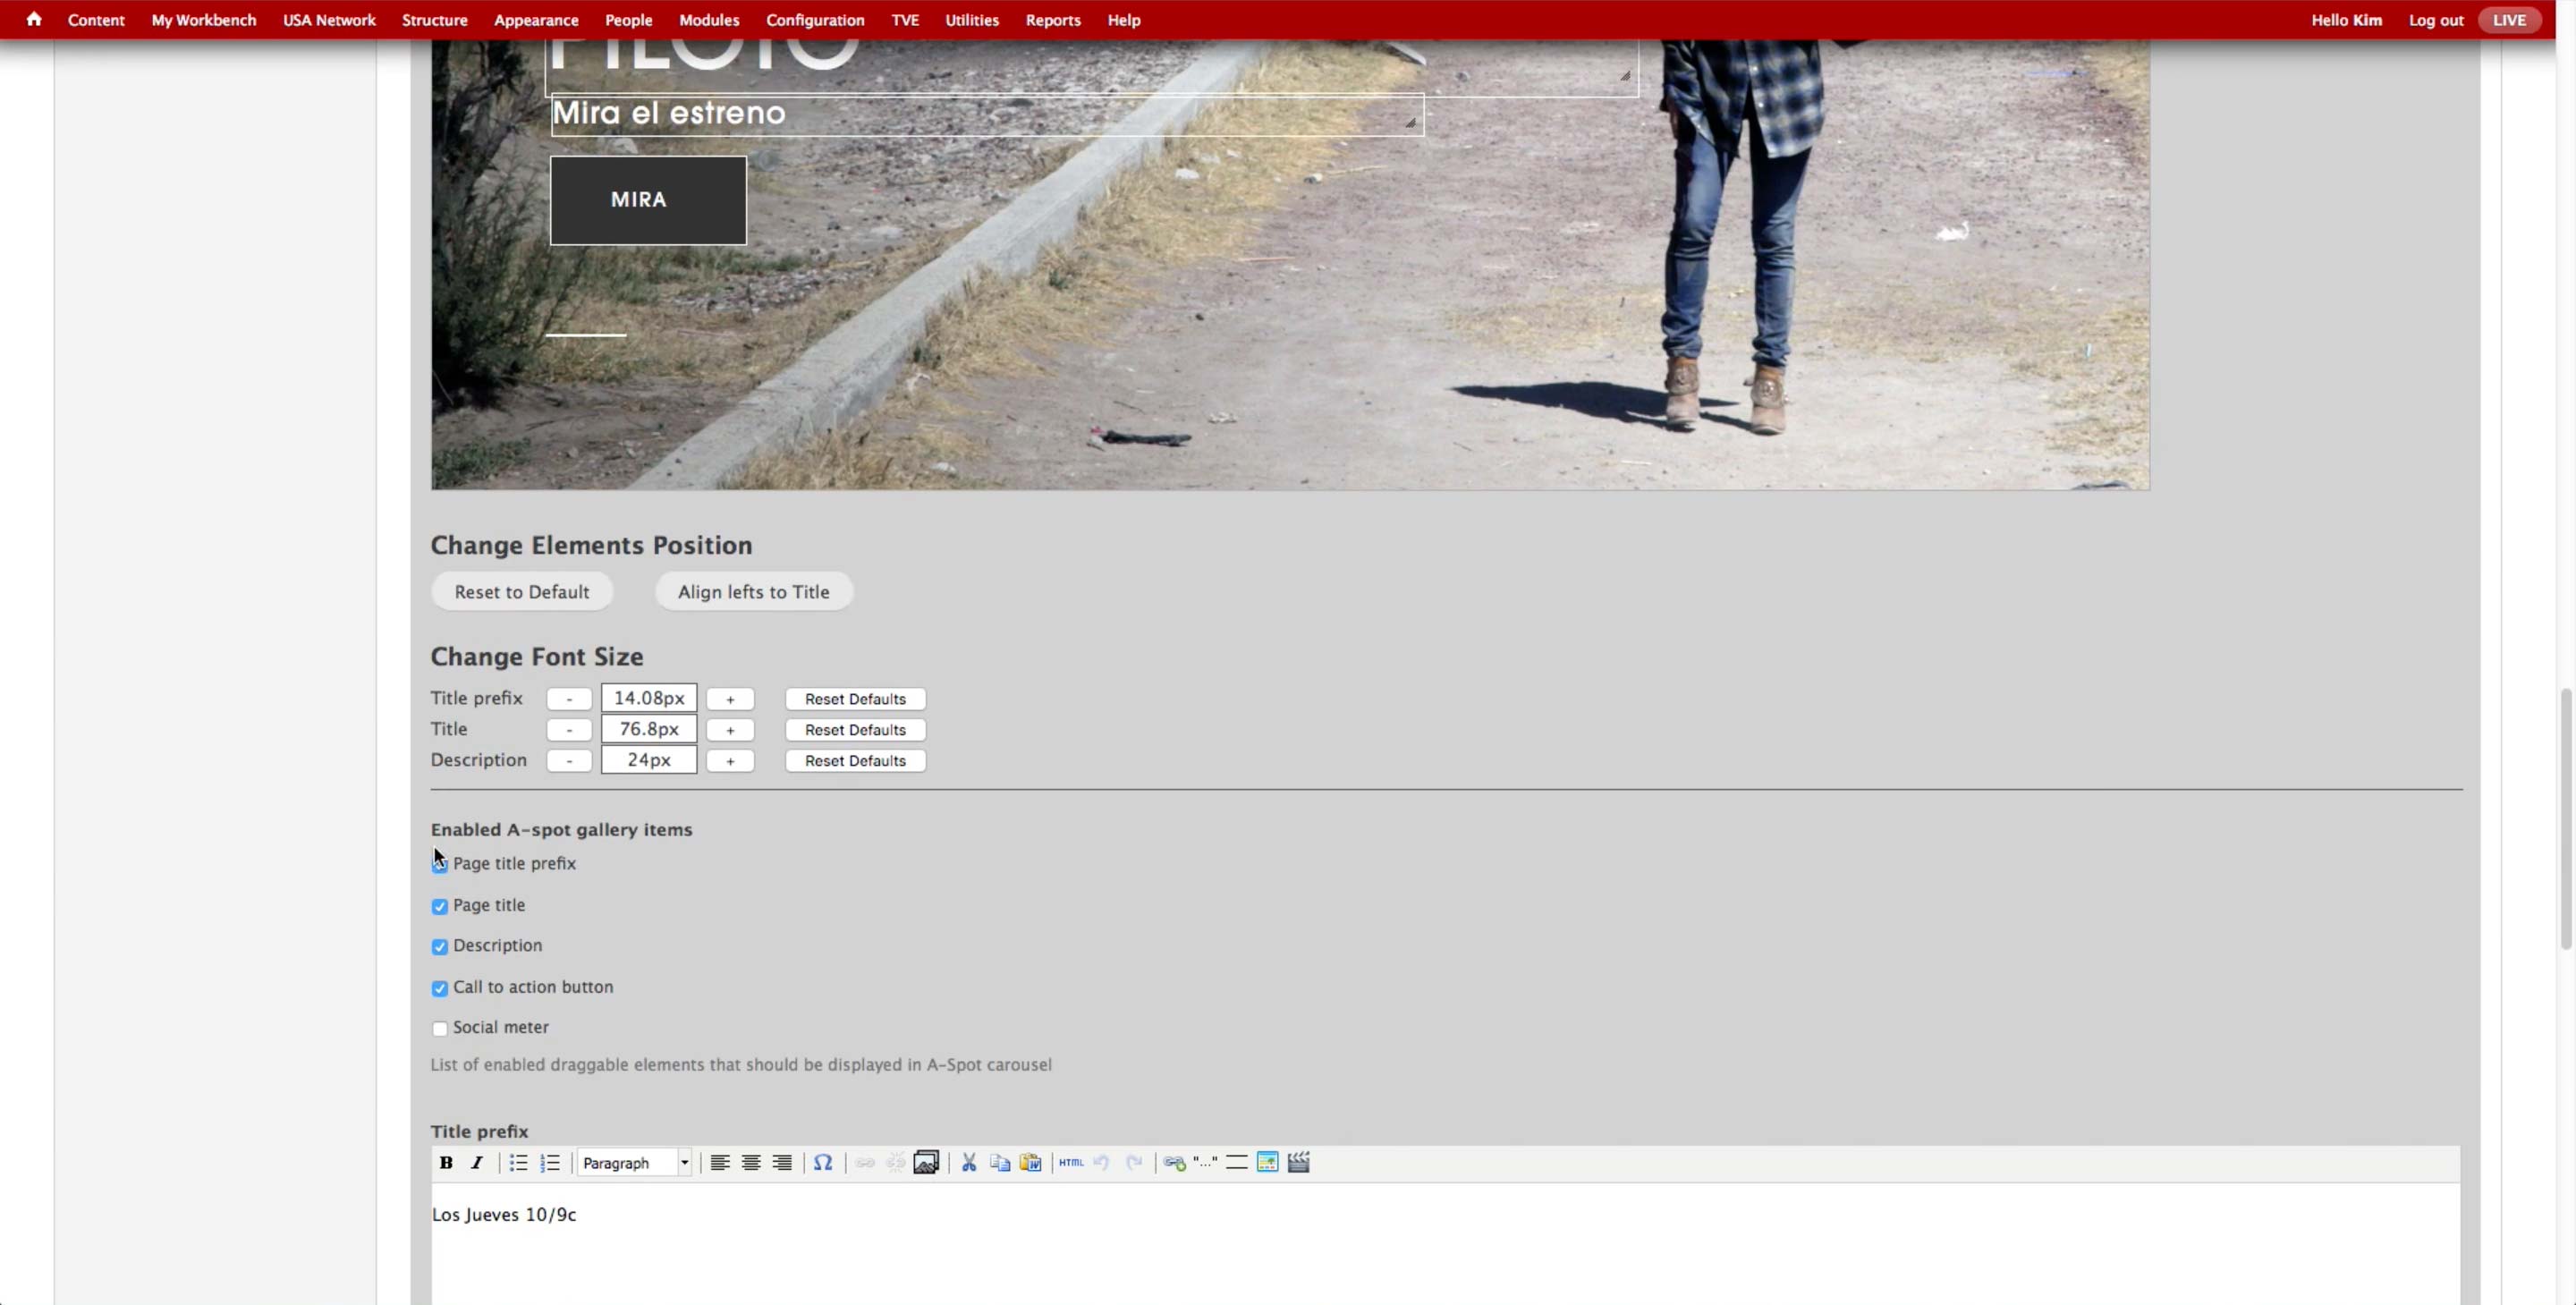 Content My Workbench USA Network Structure Appearance People Modules Configuration TVE Utilities Reports Help Hello Kim Log out LIVE
PILOTO
Mira el estreno
MIRA
Change Elements Position
Reset to Default Align lefts to Title
Change Font Size
Title prefix - 14.08px + Reset Defaults
Title - 76.8px + Reset Defaults
Description - 24px + Reset Defaults
Enabled A-spot gallery items
Page title prefix
Page title
Description
Call to action button
Social meter
List of enabled draggable elements that should be displayed in A-Spot carousel
Title prefix
B I Paragraph Ω HTML "..."
Los Jueves 10/9c